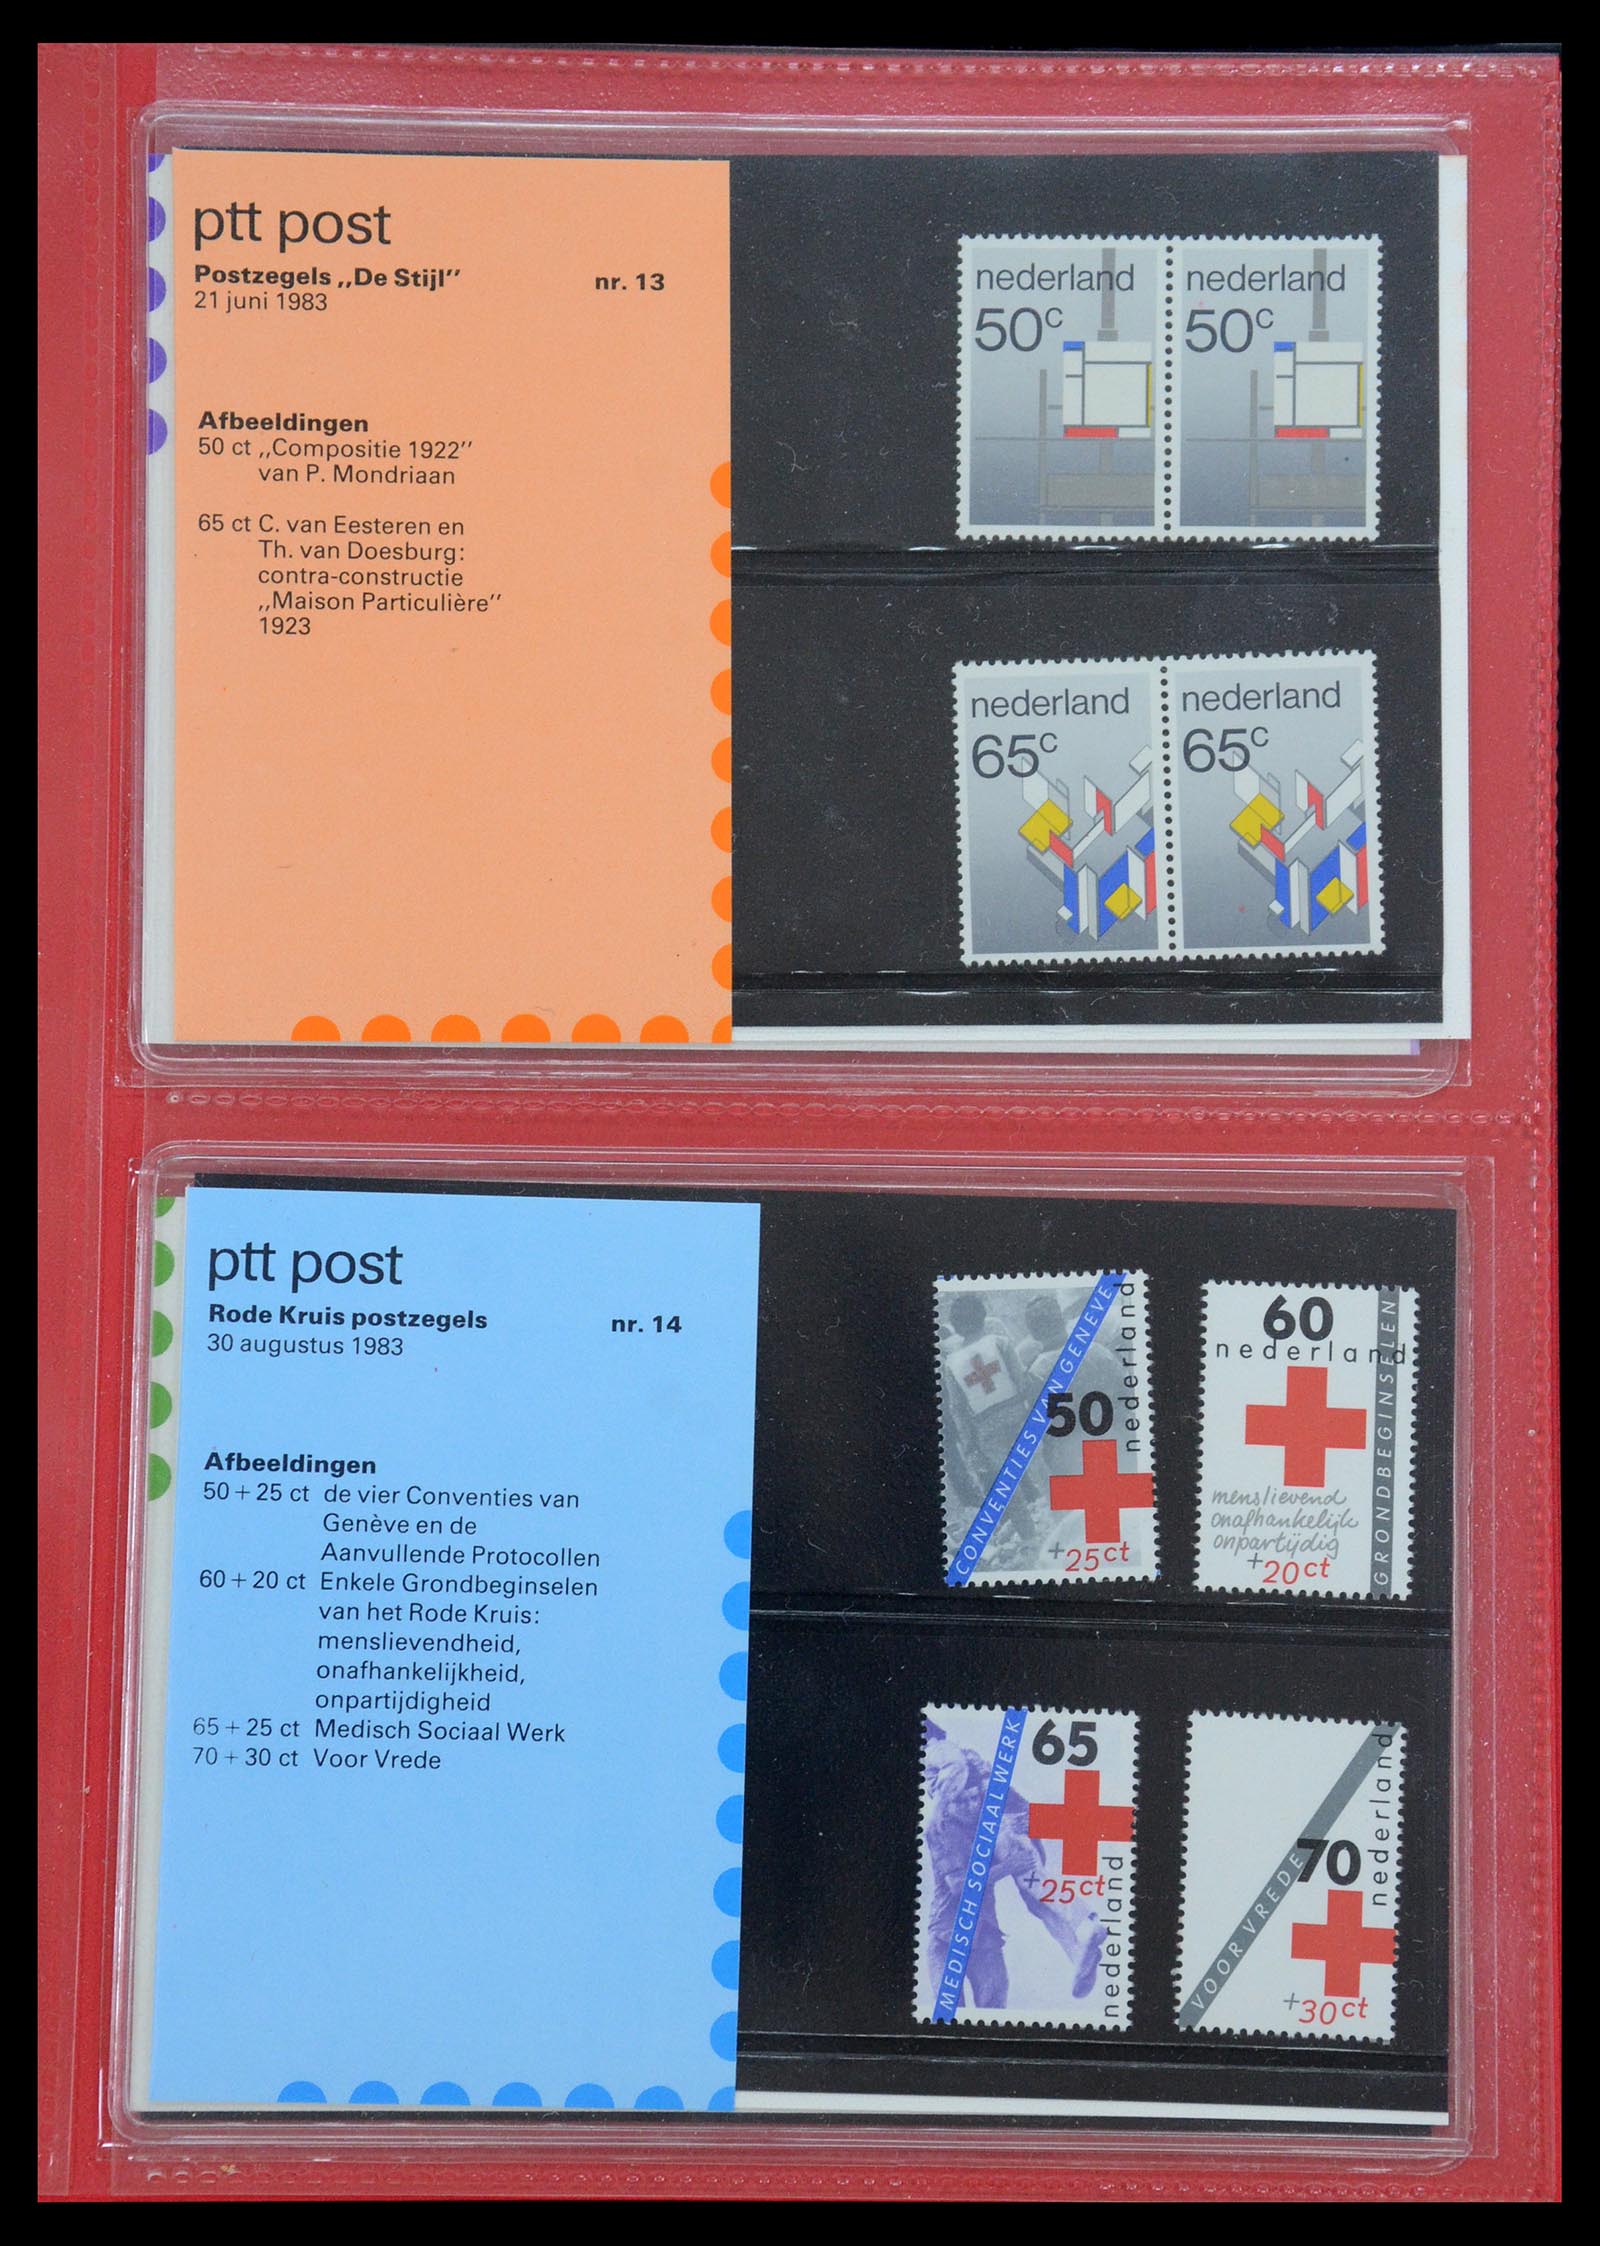 ptt post
Postzegels ,,De Stijl''
nr. 13
21 juni 1983
Afbeeldingen
50 ct ,,Compositie 1922''
van P. Mondriaan
65 ct C. van Eesteren en
Th. van Doesburg:
contra-constructie
,,Maison Particulière''
1923
nederland
50c
nederland
50c
nederland
65c
nederland
65c
ptt post
Rode Kruis postzegels
nr. 14
30 augustus 1983
Afbeeldingen
50 + 25 ct de vier Conventies van
Genève en de
Aanvullende Protocollen
60 + 20 ct Enkele Grondbeginselen
van het Rode Kruis:
menslievendheid,
onafhankelijkheid,
onpartijdigheid
65 + 25 ct Medisch Sociaal Werk
70 + 30 ct Voor Vrede
CONVENTIES VAN GENEVE
nederland
50
+25ct
60
nederland
GRONDBEGINSELEN
menslievend
onafhankelijk
onpartijdig
+20ct
MEDISCH SOCIAAL WERK
65
+25ct
nederland
VOOR VREDE
70
nederland
+30ct